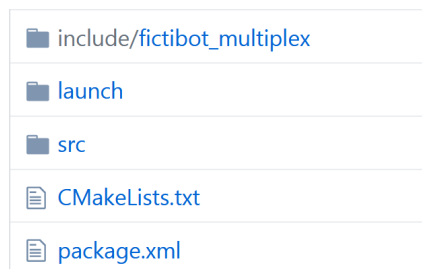 include/fictibot_multiplex
launch
src
CMakeLists.txt
package.xml